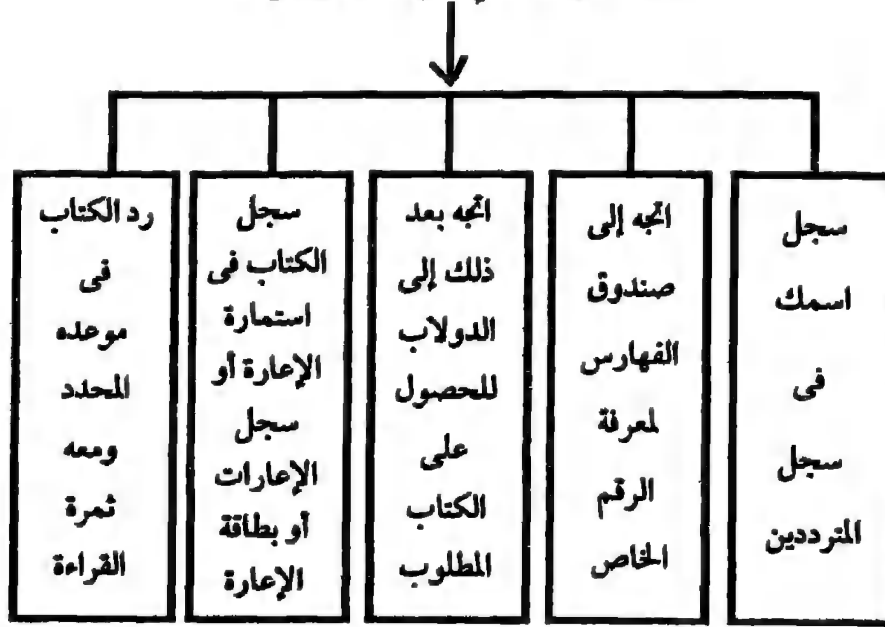 سجل
اسمك
فى
سجل
المترددين
اتجه إلى
صندوق
الفهارس
لمعرفة
الرقم
الخاص
اتجه بعد
ذلك إلى
الدولاب
للحصول
على
الكتاب
المطلوب
سجل
الكتاب فى
استمارة
الإعارة أو
سجل
الإعارات
أو بطاقة
الإعارة
رد الكتاب
فى
موعده
المحدد
ومعه
ثمرة
القراءة